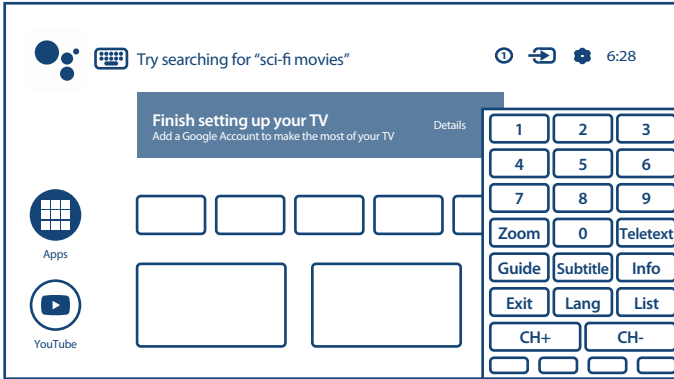 Try searching for “sci-fi movies”
1
6:28
Finish setting up your TV
Add a Google Account to make the most of your TV
Details
1 2 3
4 5 6
7 8 9
Zoom 0 Teletext
Guide Subtitle Info
Exit Lang List
CH+ CH-
Apps
YouTube